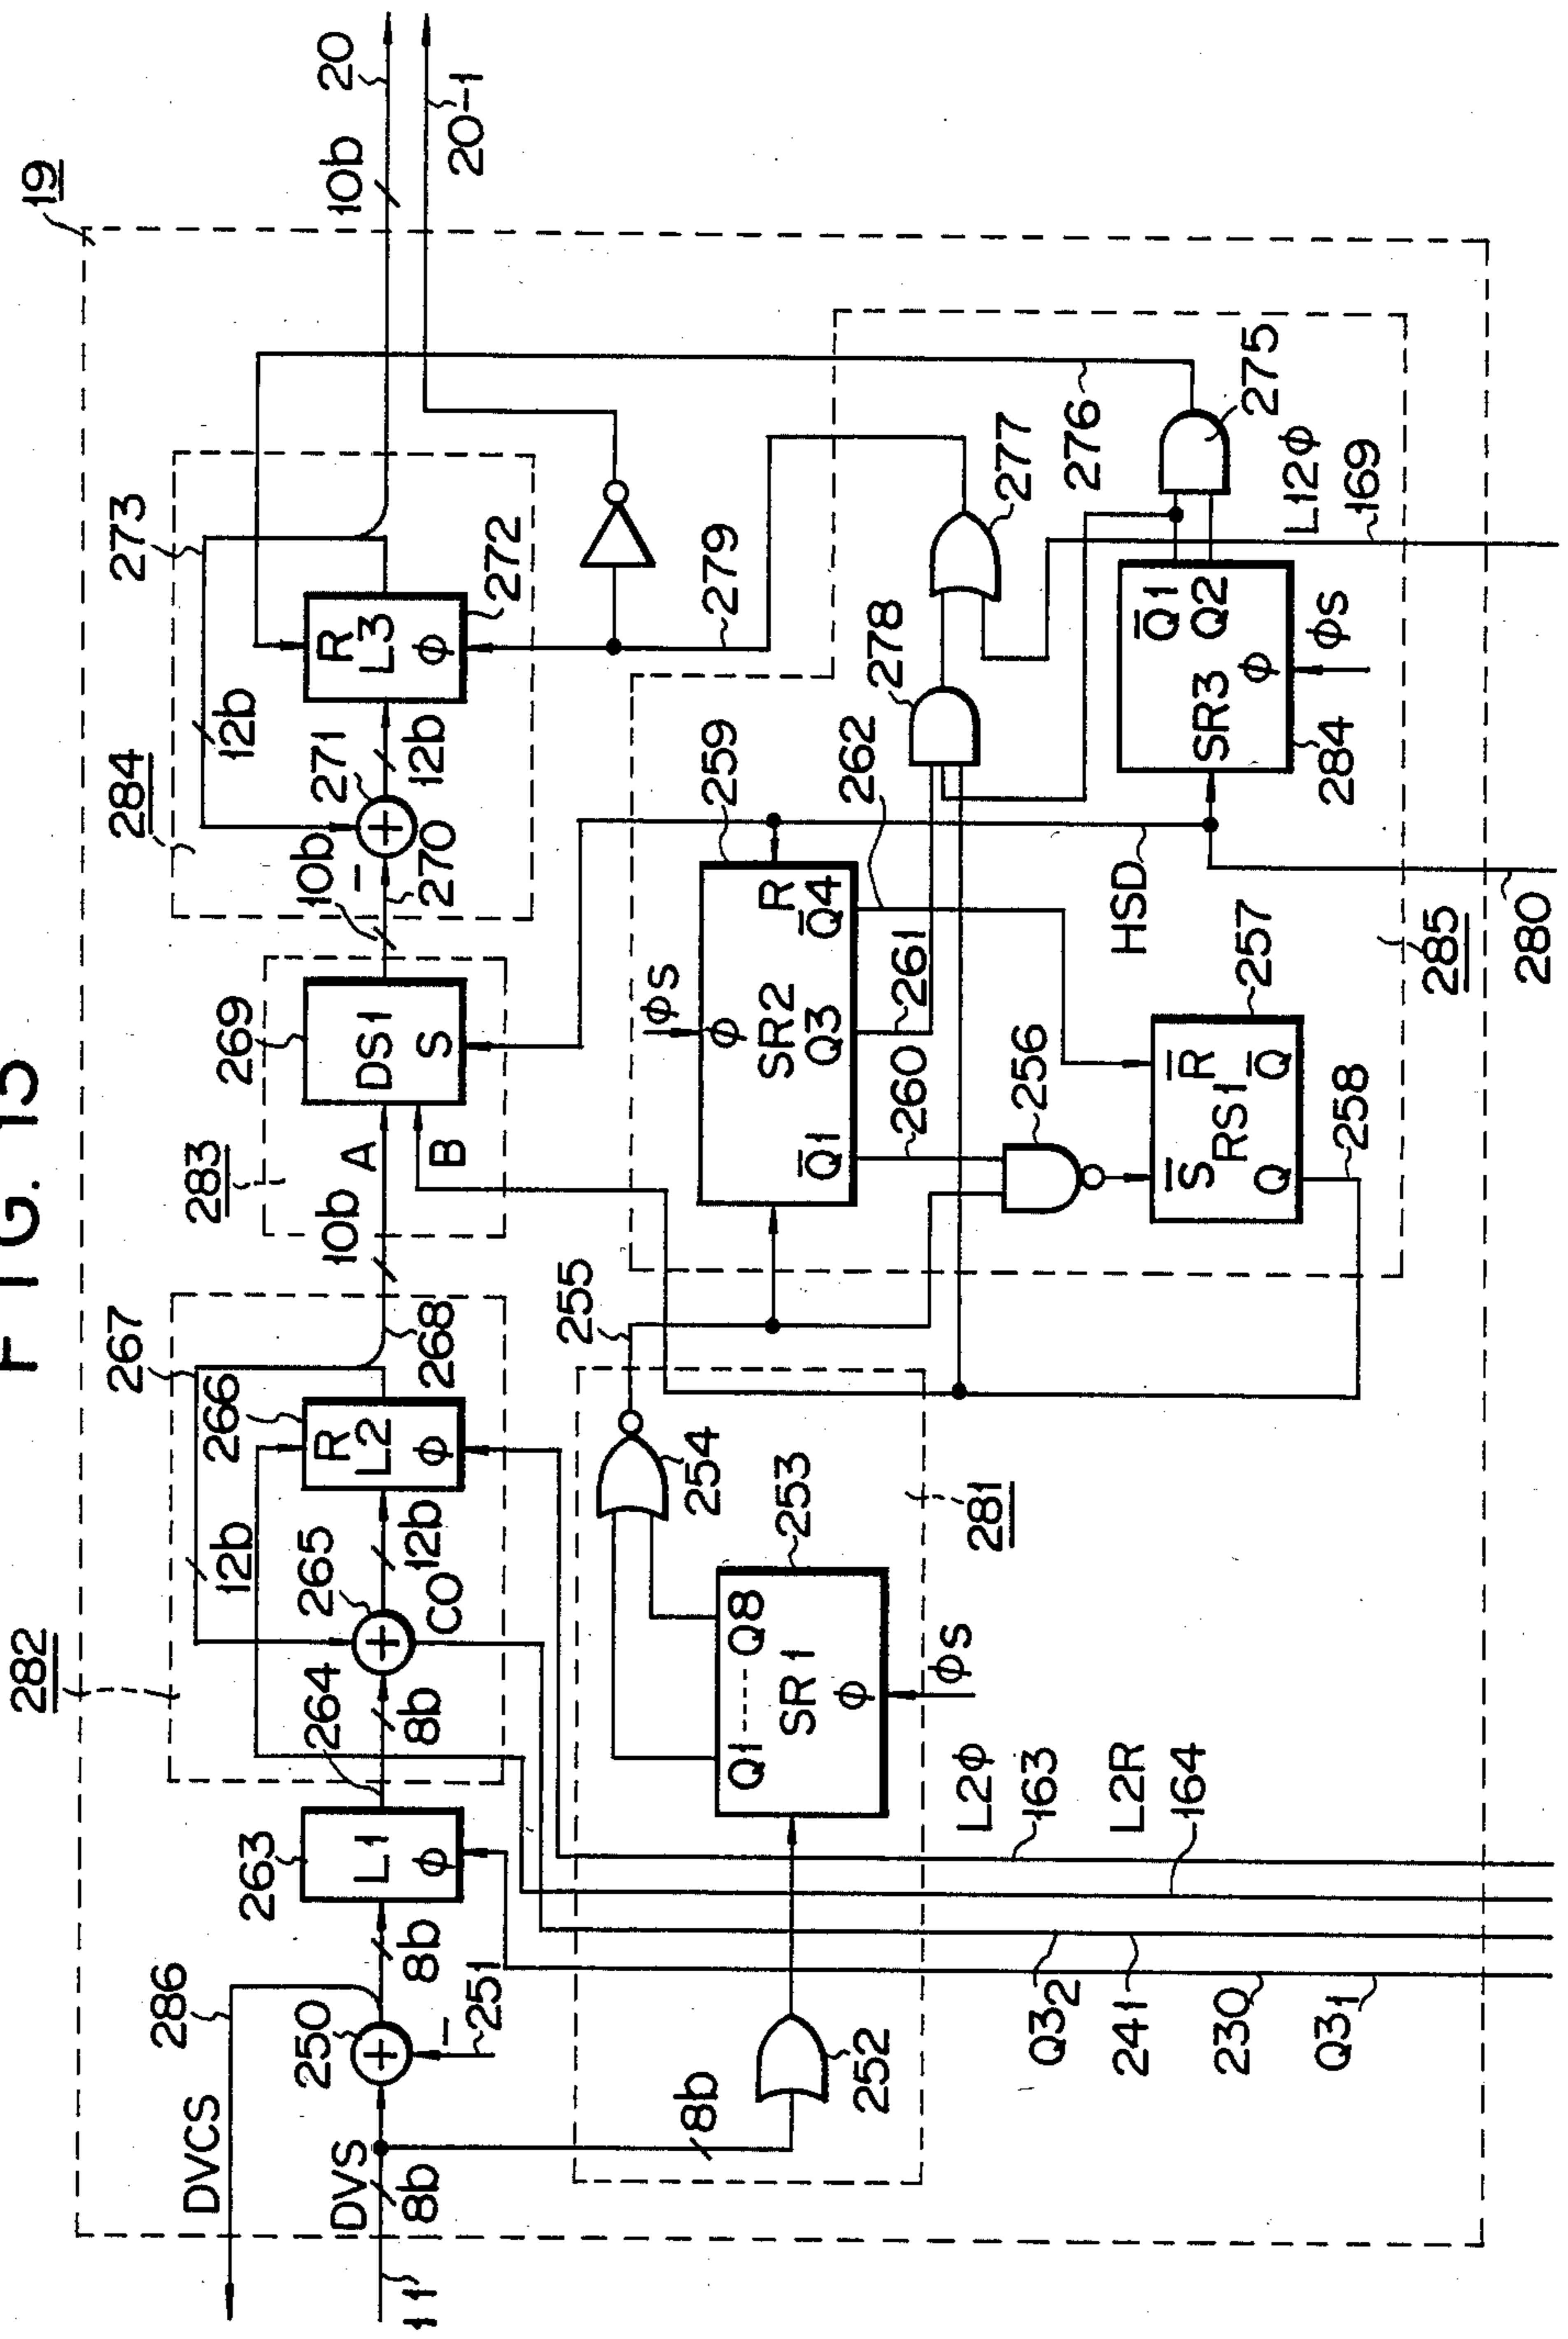 FIG. 15
19
DVCS
286
282
267
283
284
273
20
10b
20-1
DVS
8b
11
250
251
8b
263
L1
φ
264
8b
265
12b
CO
12b
266
R
L2
φ
268
10b
A
B
269
DS1
S
10b
270
271
12b
12b
R
L3
φ
272
279
8b
252
253
Q1----Q8
SR1
φ
φs
254
281
255
φs
φ
259
R
SR2
Q̄1
Q3
Q̄4
260
261
262
278
277
276
256
S̄
R̄
RS1
Q
Q̄
257
258
HSD
Q̄1
Q2
SR3
φ
φs
284
275
L12φ
169
285
280
L2φ
163
L2R
164
Q3₂
241
230
Q3₁